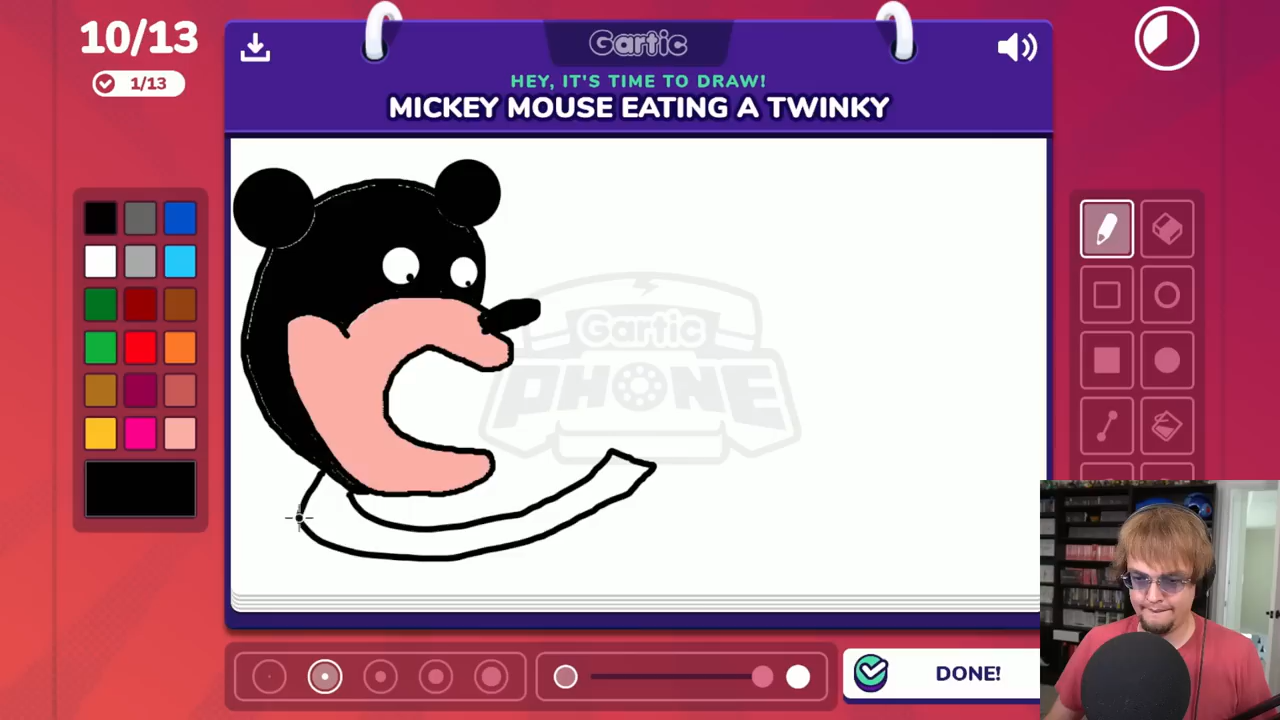 10/13
1/13
Gartic
HEY, IT'S TIME TO DRAW!
MICKEY MOUSE EATING A TWINKY
Gartic
PHONE
DONE!